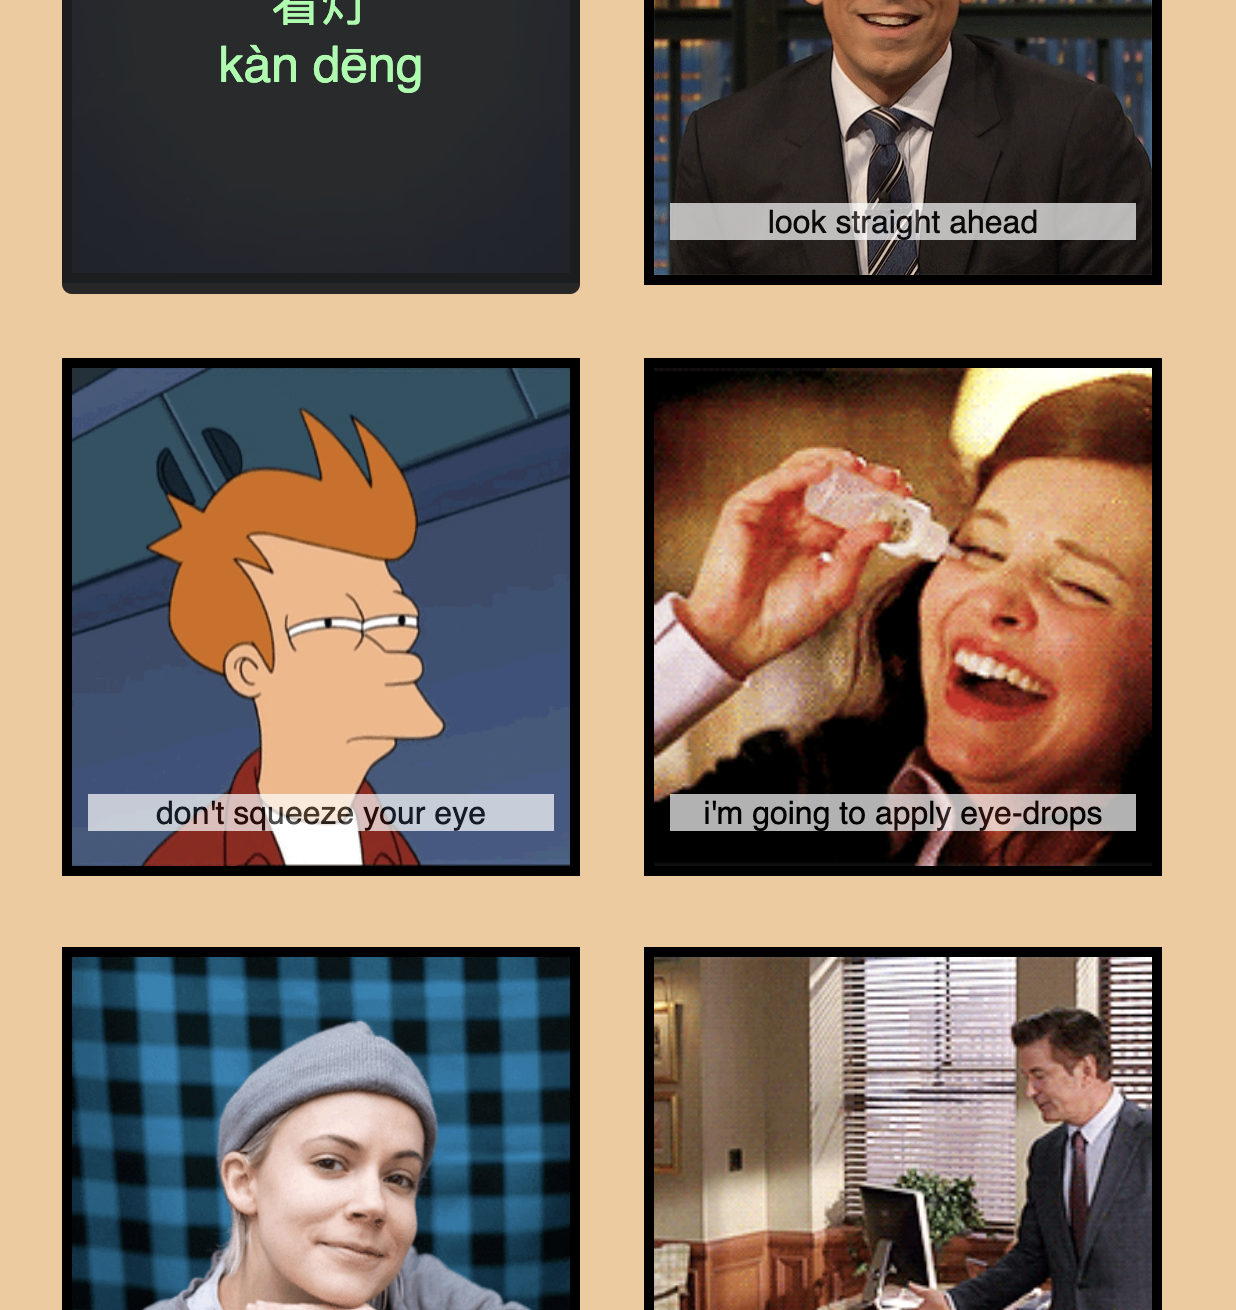 看灯
kàn dēng
look straight ahead
don't squeeze your eye
i'm going to apply eye-drops